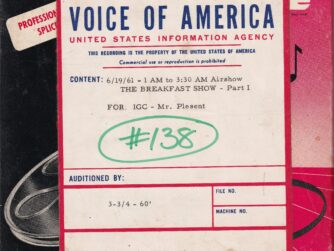 PROFESSIONAL
SPLIC
VOICE OF AMERICA
UNITED STATES INFORMATION AGENCY
THIS RECORDING IS THE PROPERTY OF THE UNITED STATES OF AMERICA
Commercial use or reproduction is prohibited
CONTENT: 6/19/61 - 1 AM to 3:30 AM Airshow
THE BREAKFAST SHOW - Part I
FOR IGC - Mr. Plesent
#138
AUDITIONED BY:
3-3/4 - 60'
FILE NO.
MACHINE NO.